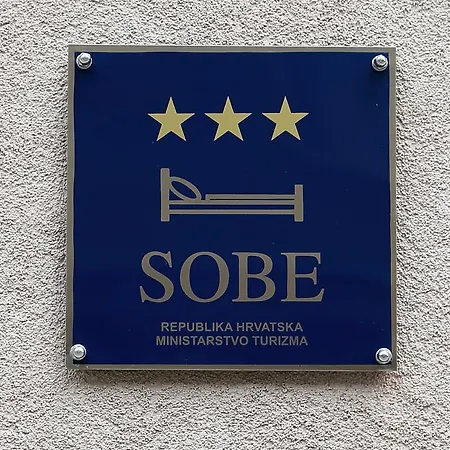 SOBE
REPUBLIKA HRVATSKA
MINISTARSTVO TURIZMA